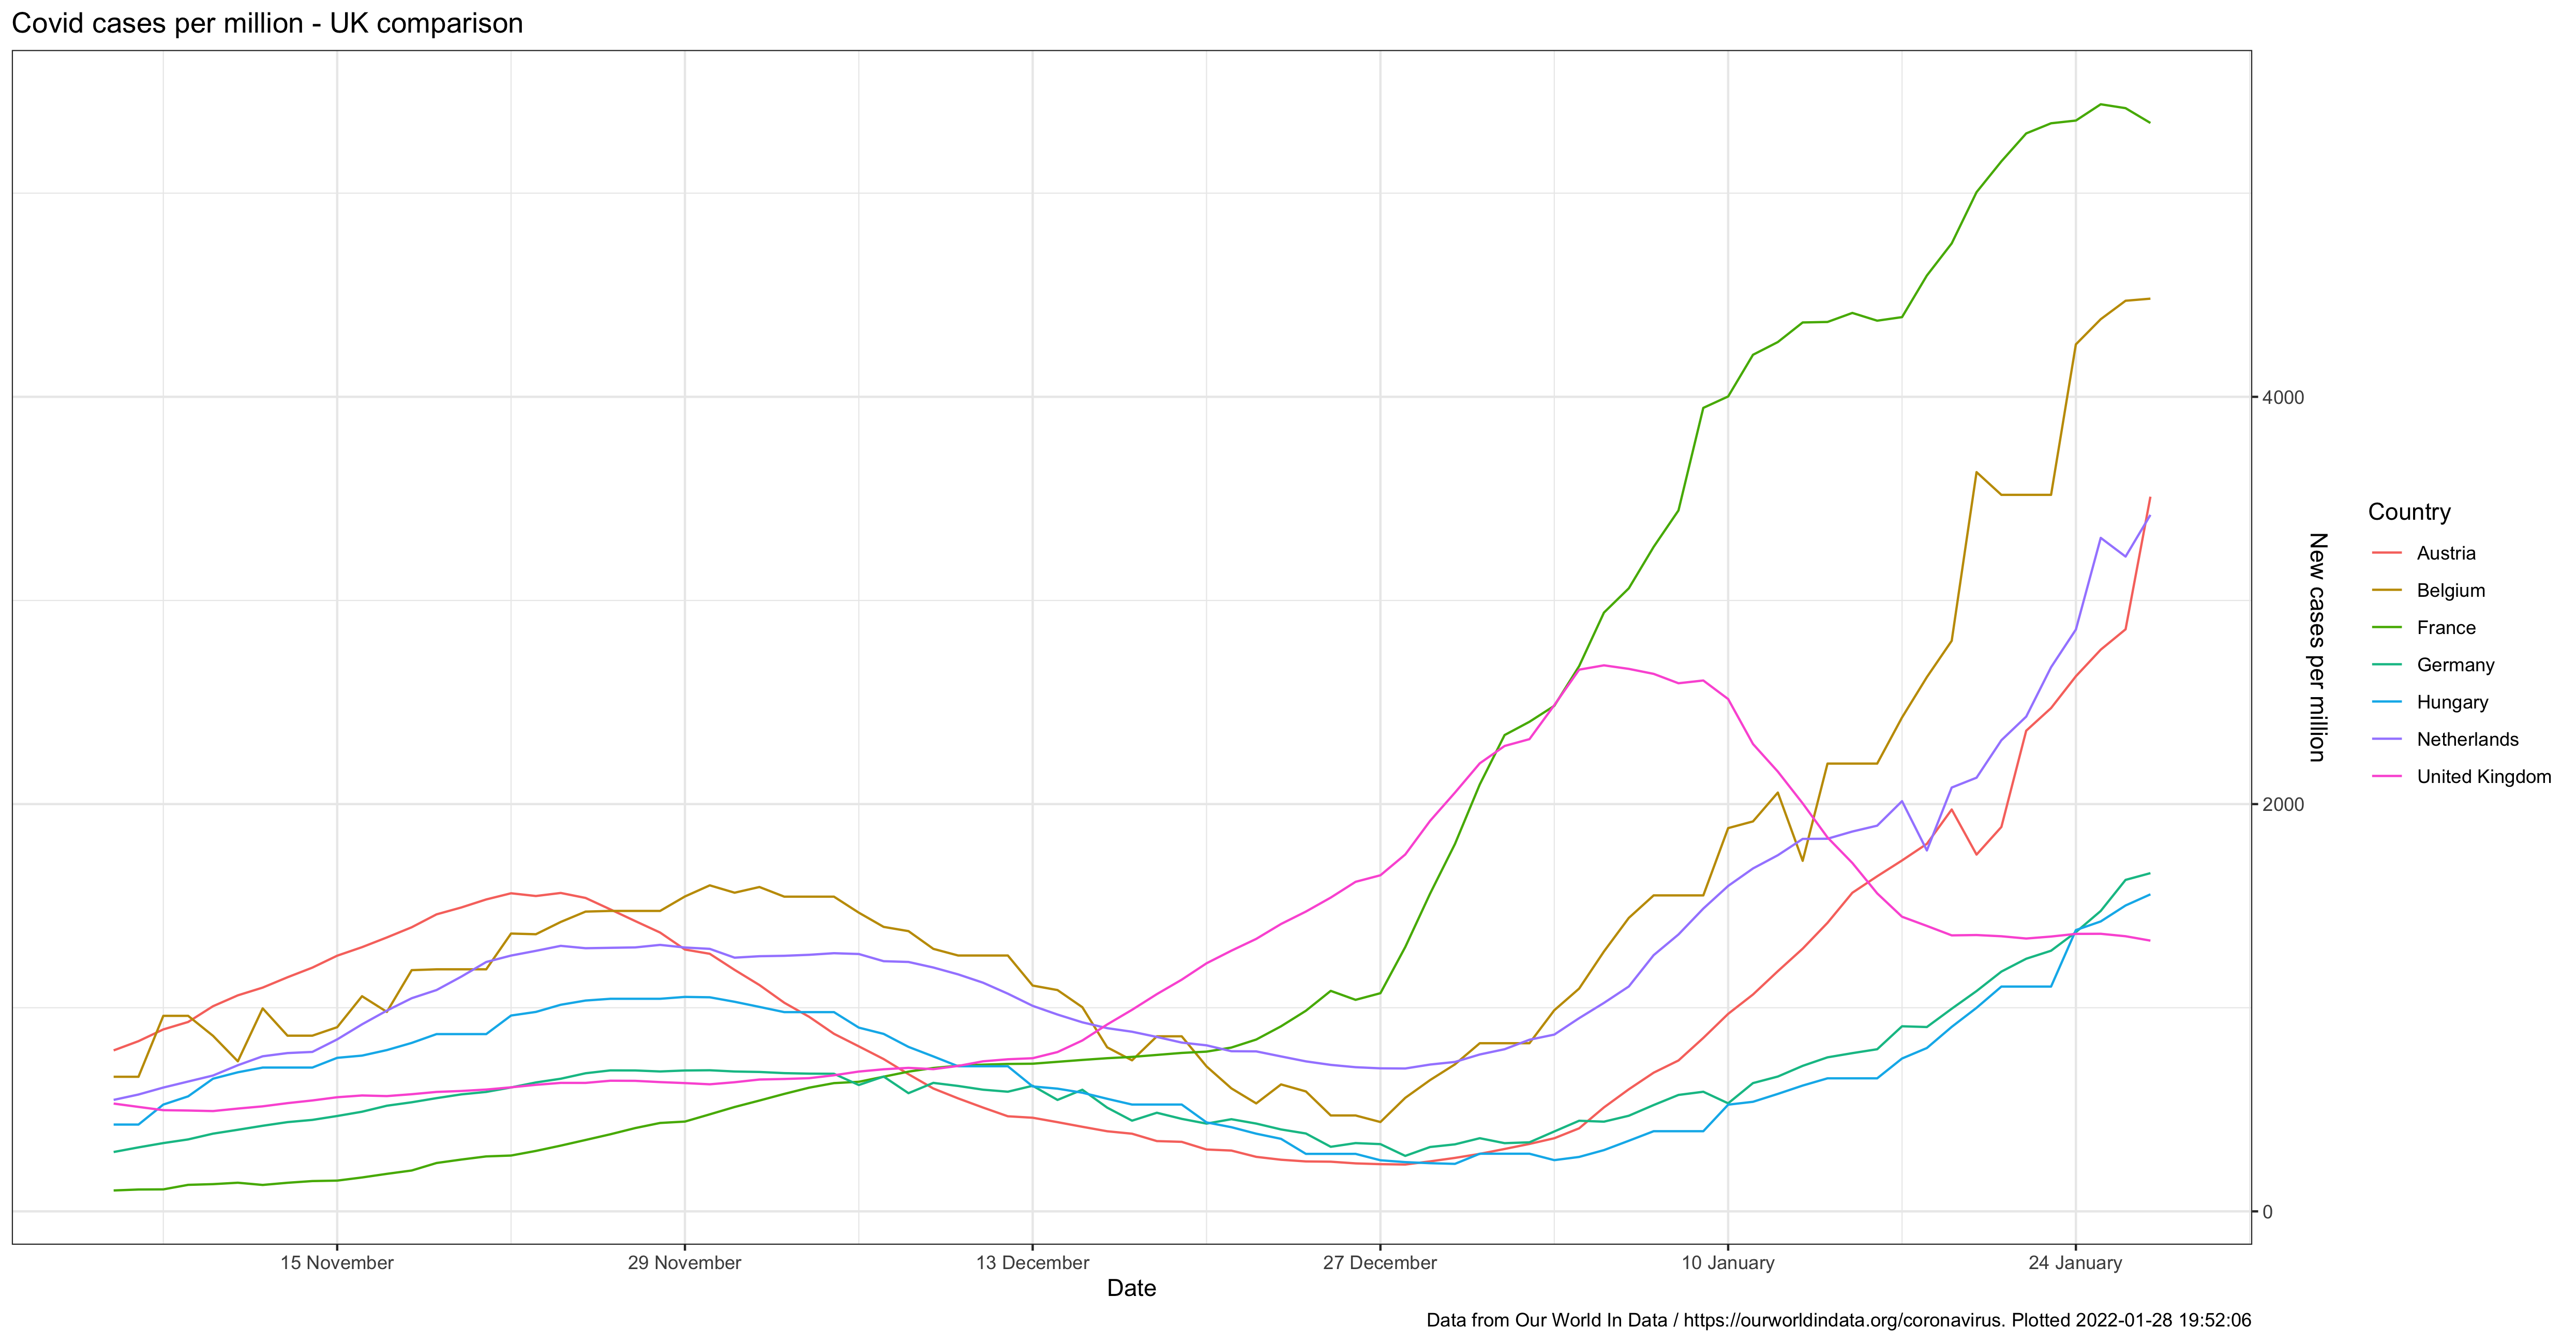 Covid cases per million - UK comparison
4000
2000
0
New cases per million
15 November
29 November
13 December
27 December
10 January
24 January
Date
Country
Austria
Belgium
France
Germany
Hungary
Netherlands
United Kingdom
Data from Our World In Data / https://ourworldindata.org/coronavirus. Plotted 2022-01-28 19:52:06